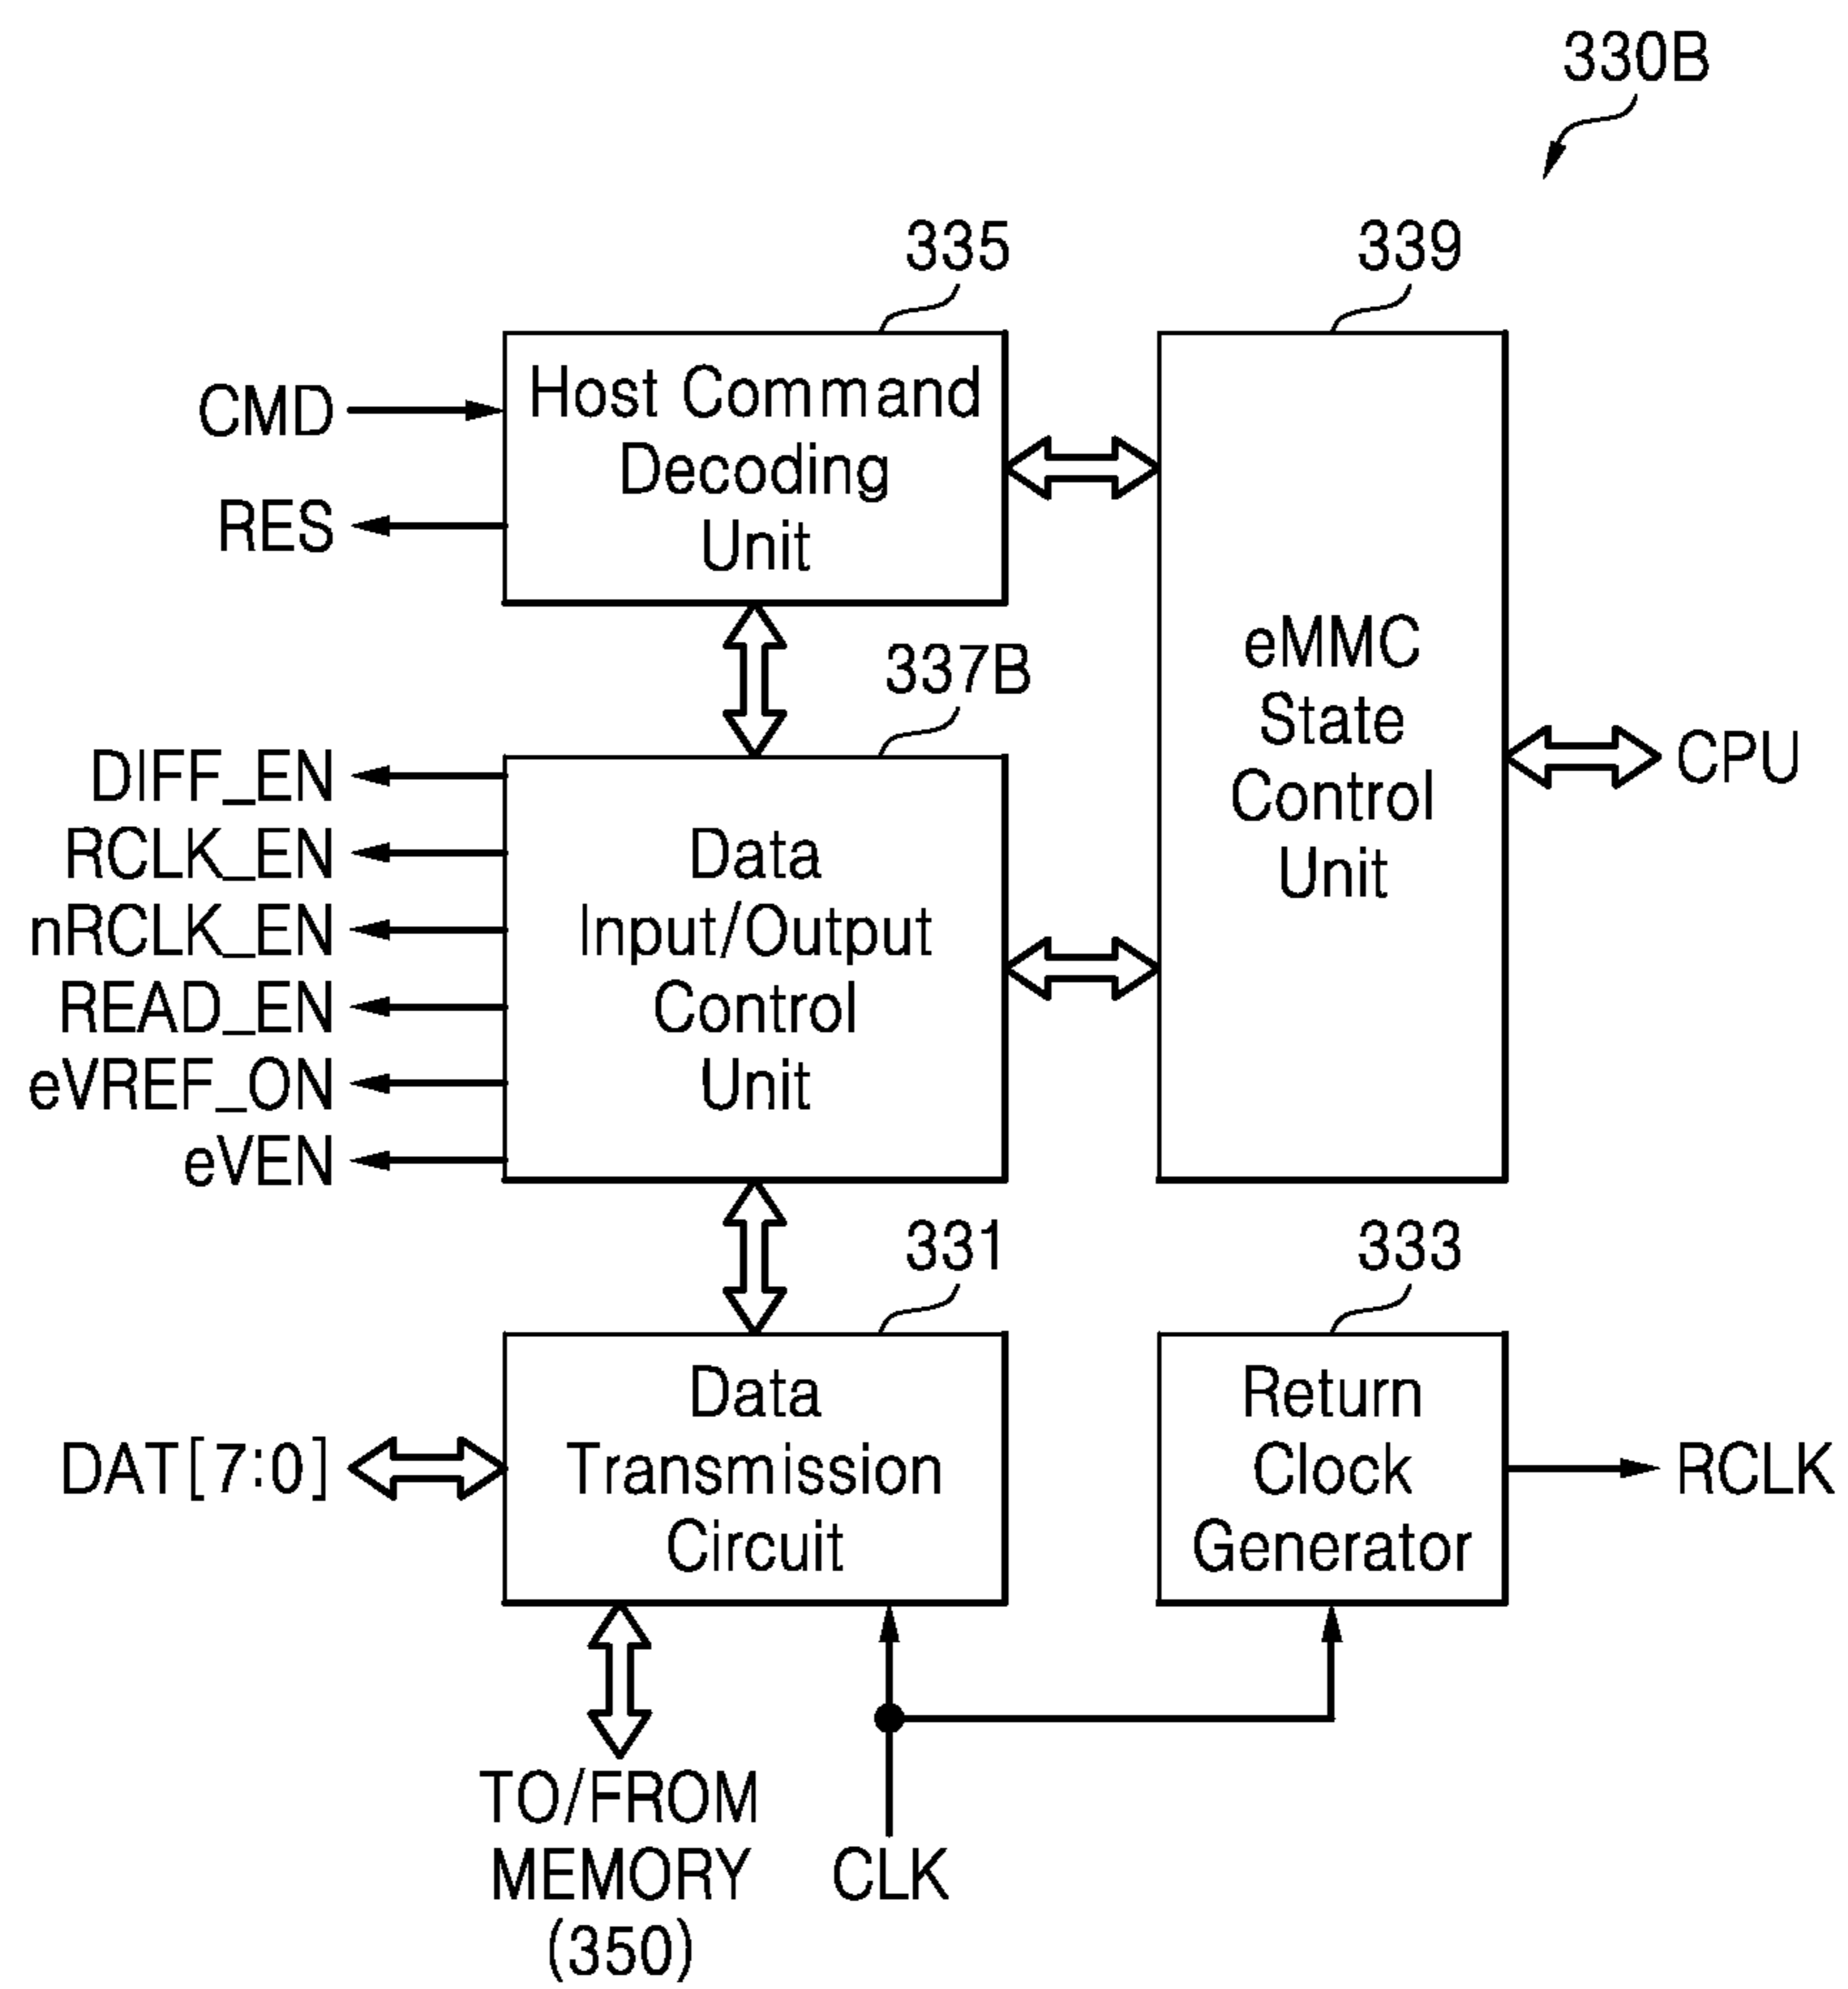 330B
335
339
CMD
RES
Host Command
Decoding
Unit
337B
eMMC
State
Control
Unit
CPU
DIFF_EN
RCLK_EN
nRCLK_EN
READ_EN
eVREF_ON
eVEN
Data
Input/Output
Control
Unit
331
333
DAT[7:0]
Data
Transmission
Circuit
Return
Clock
Generator
RCLK
TO/FROM
MEMORY
(350)
CLK